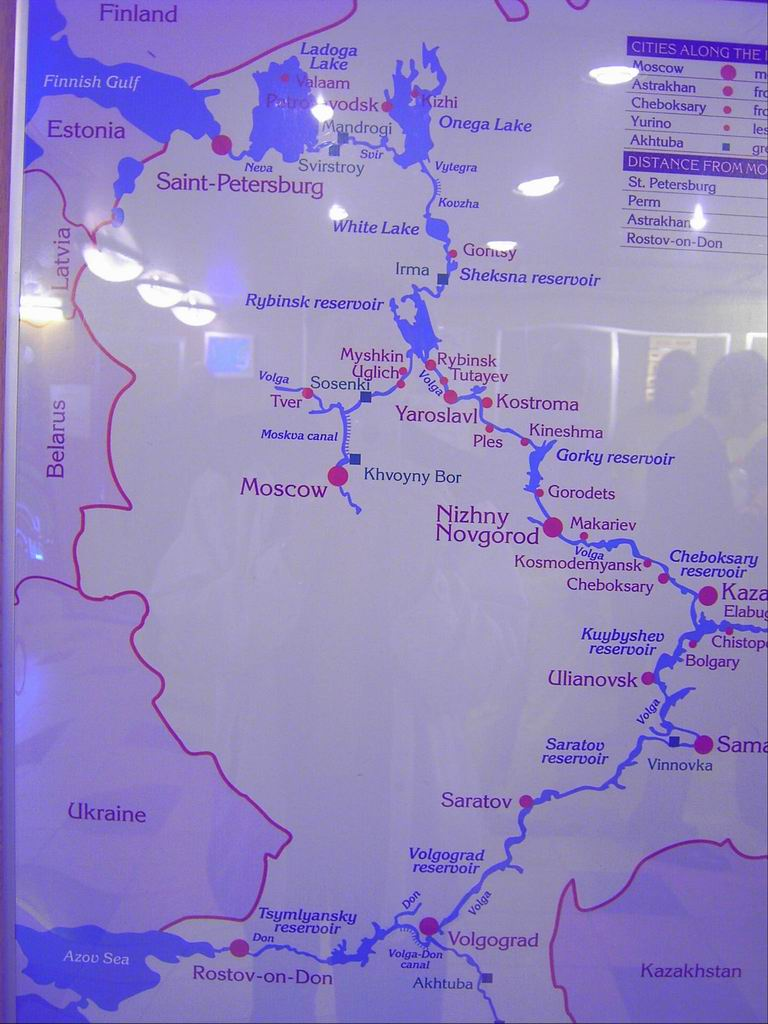 Finland
CITIES ALONG THE
Moscow
Astrakhan
Cheboksary
Yurino
Akhtuba
DISTANCE FROM MO
St. Petersburg
Perm
Astrakhan
Rostov-on-Don
Ladoga
Lake
Finnish Gulf
Valaam
Kizhi
Estonia
Mandrogi
Onega Lake
Svirstroy
Svir
Neva
Vytegra
Saint-Petersburg
Kovzha
White Lake
Goritsy
Latvia
Irma
Sheksna reservoir
Rybinsk reservoir
Myshkin
Rybinsk
Uglich
Tutayev
Volga
Sosenki
Volga
Tver
Yaroslavl
Kostroma
Belarus
Moskva canal
Ples
Kineshma
Gorky reservoir
Khvoyny Bor
Moscow
Gorodets
Nizhny
Novgorod
Makariev
Volga
Kosmodemyansk
Cheboksary
reservoir
Cheboksary
Kaza
Elabug
Kuybyshev
reservoir
Chistop
Bolgary
Ulianovsk
Volga
Saratov
reservoir
Sama
Vinnovka
Saratov
Ukraine
Volgograd
reservoir
Volga
Don
Tsymlyansky
reservoir
Don
Volgograd
Azov Sea
Volga-Don
canal
Rostov-on-Don
Akhtuba
Kazakhstan